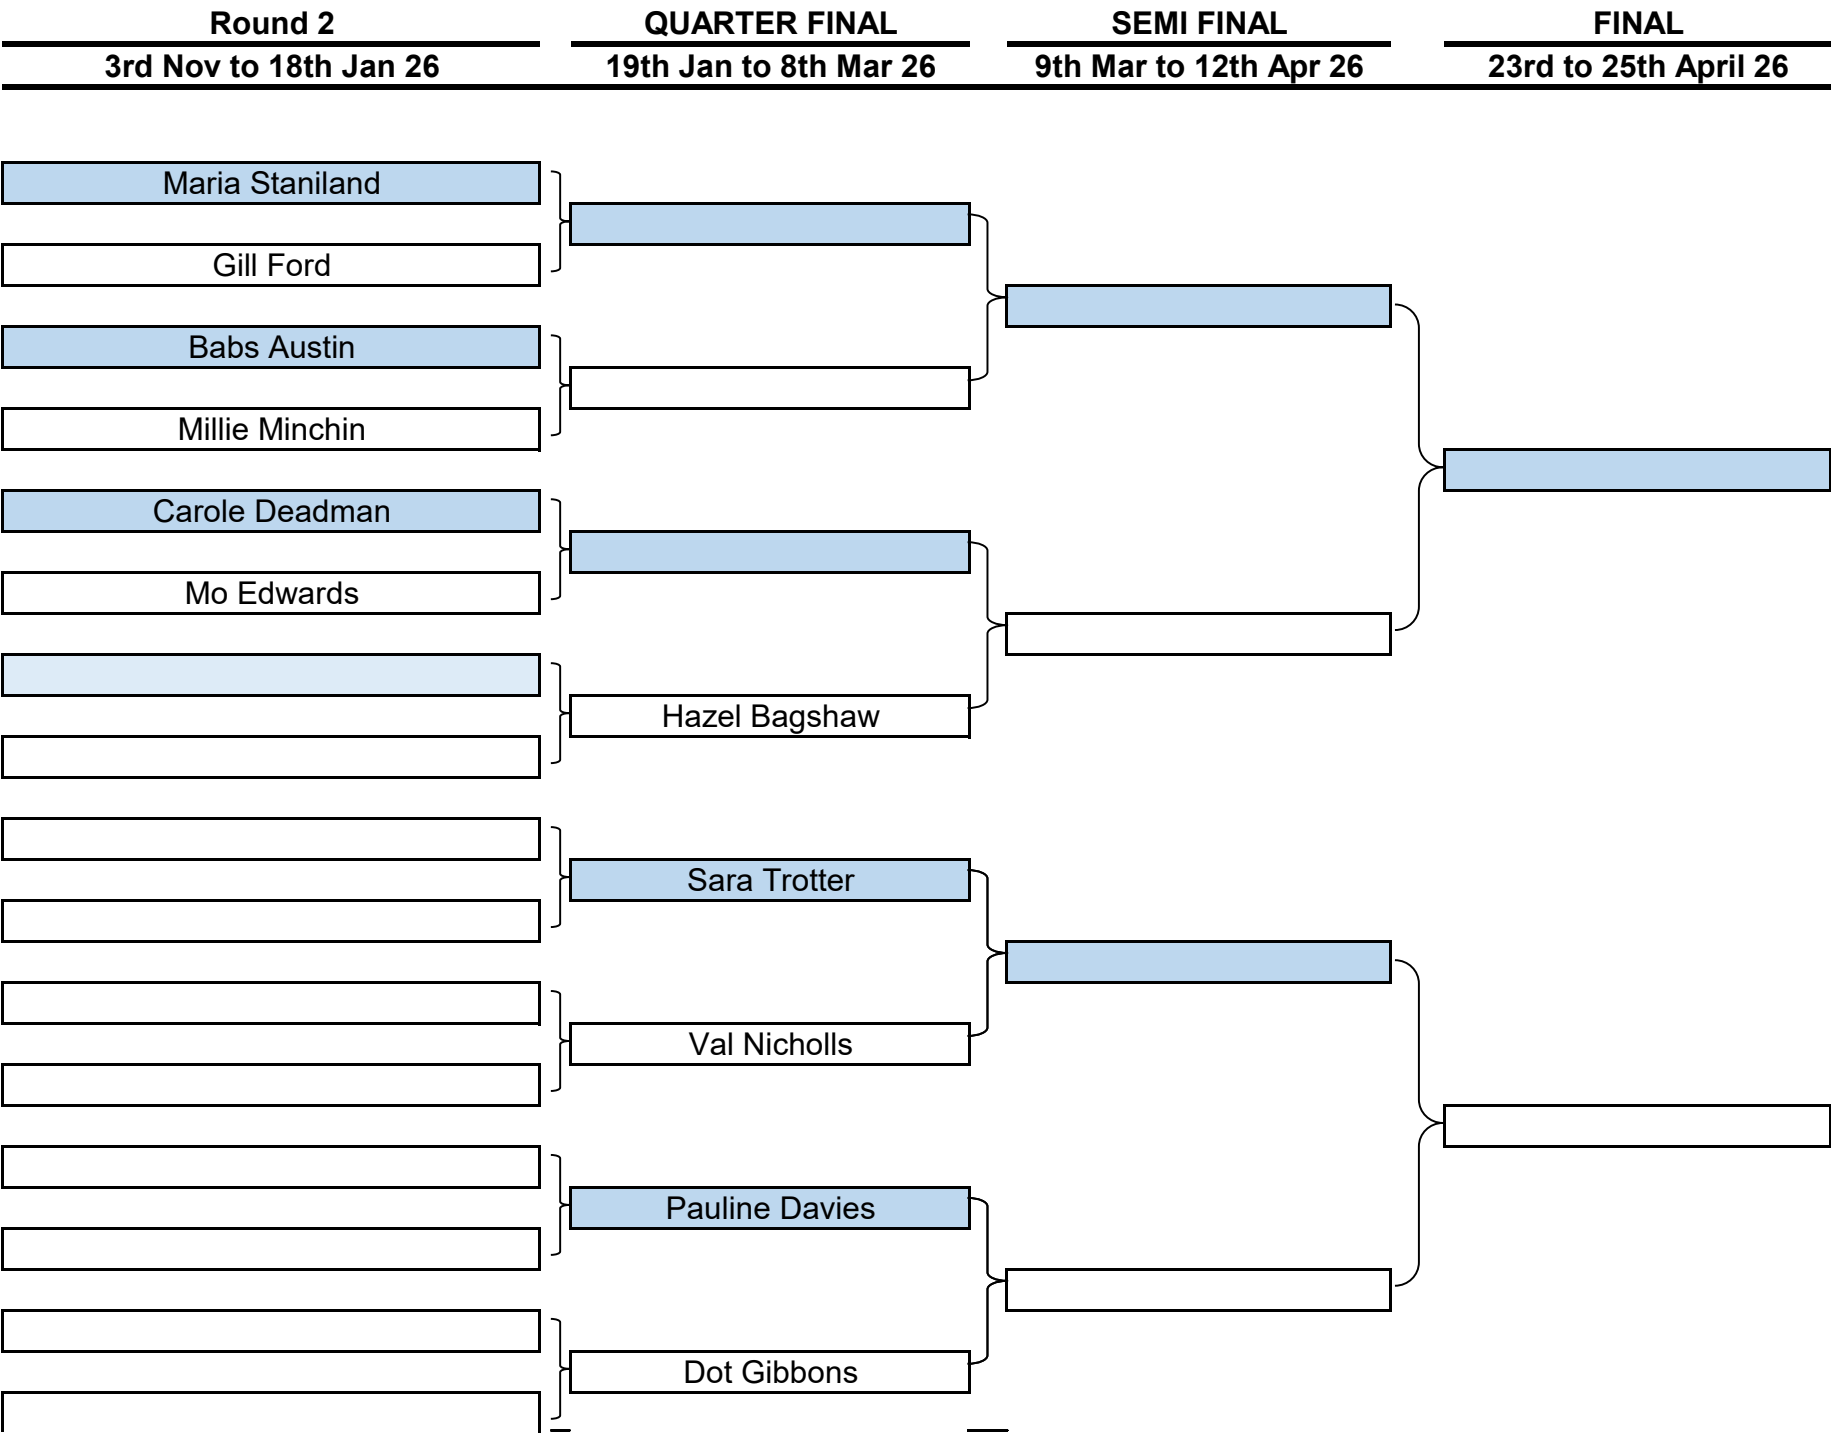 Round 2
QUARTER FINAL
SEMI FINAL
FINAL
3rd Nov to 18th Jan 26
19th Jan to 8th Mar 26
9th Mar to 12th Apr 26
23rd to 25th April 26
Maria Staniland
Gill Ford
Babs Austin
Millie Minchin
Carole Deadman
Mo Edwards
Hazel Bagshaw
Sara Trotter
Val Nicholls
Pauline Davies
Dot Gibbons